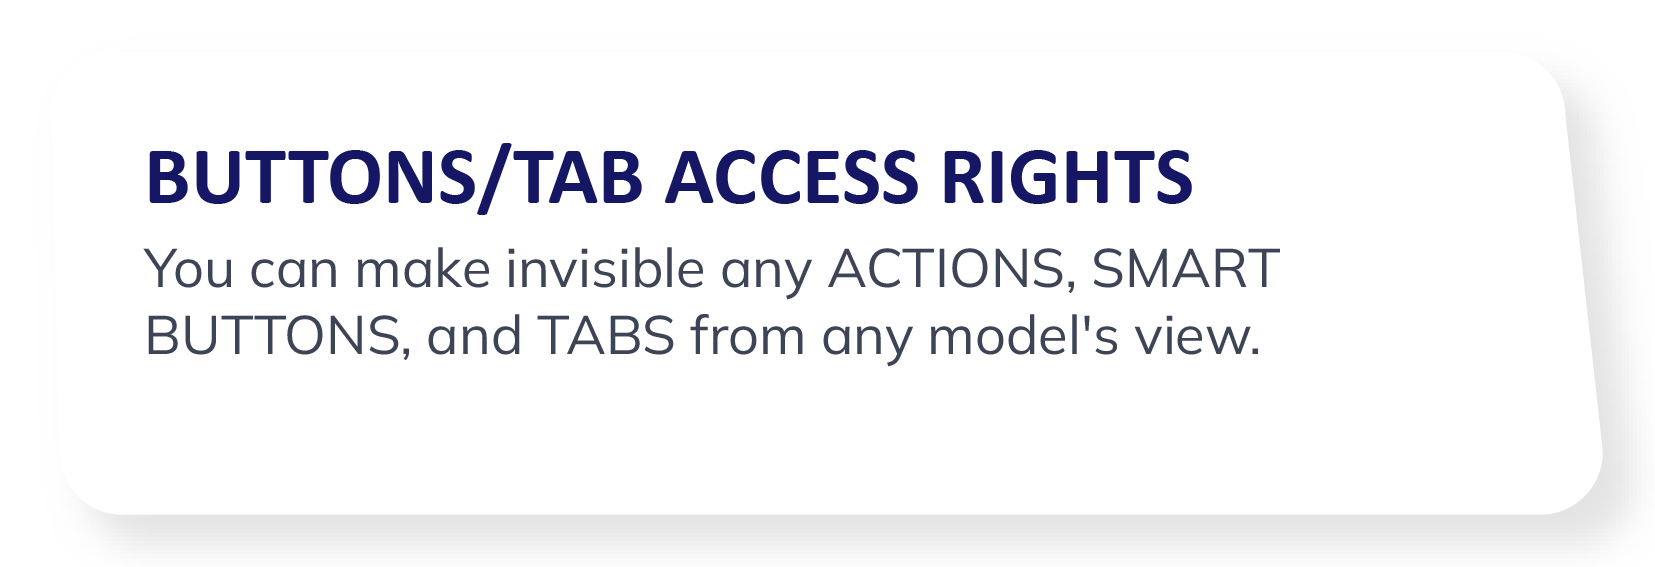 BUTTONS/TAB ACCESS RIGHTS
You can make invisible any ACTIONS, SMART
BUTTONS, and TABS from any model's view.